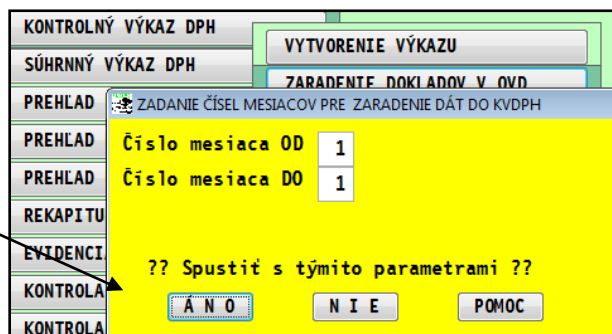 KONTROLNÝ VÝKAZ DPH
SÚHRNNÝ VÝKAZ DPH
PREHĽAD
PREHĽAD
PREHĽAD
REKAPITU
EVIDENCI
KONTROLA
KONTROLA
VYTVORENIE VÝKAZU
ZARADENIE DOKLADOV V OVD
ZADANIE ČÍSEL MESIACOV PRE ZARADENIE DÁT DO KVDPH
Číslo mesiaca OD 1
Číslo mesiaca DO 1
?? Spustiť s týmito parametrami ??
Á N O N I E POMOC